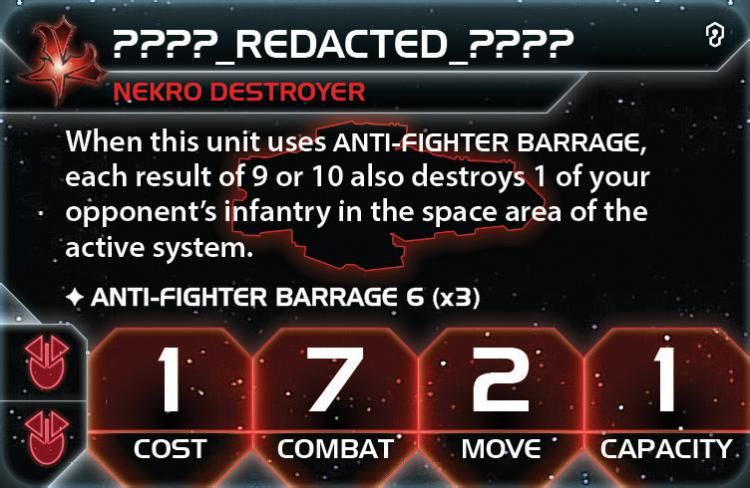 ????_REDACTED_????
NEKRO DESTROYER
When this unit uses ANTI-FIGHTER BARRAGE,
each result of 9 or 10 also destroys 1 of your
opponent's infantry in the space area of the
active system.
✦ ANTI-FIGHTER BARRAGE 6 (x3)
1 7 2 1
COST COMBAT MOVE CAPACITY